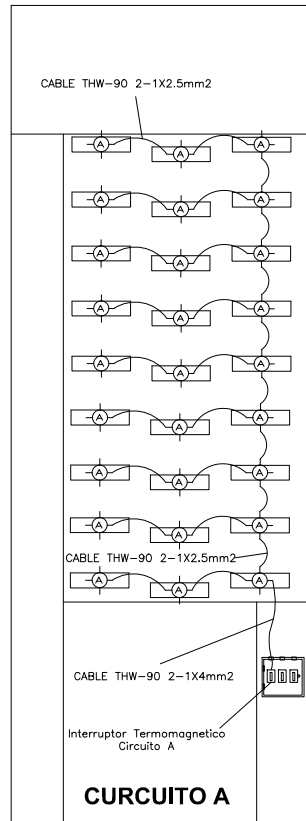 CABLE THW-90 2-1X2.5mm2
A A A
A A A
A A A
A A A
A A A
A A A
A A A
A A A
CABLE THW-90 2-1X2.5mm2
A A A
CABLE THW-90 2-1X4mm2
Interruptor Termomagnetico
Circuito A
CURCUITO A